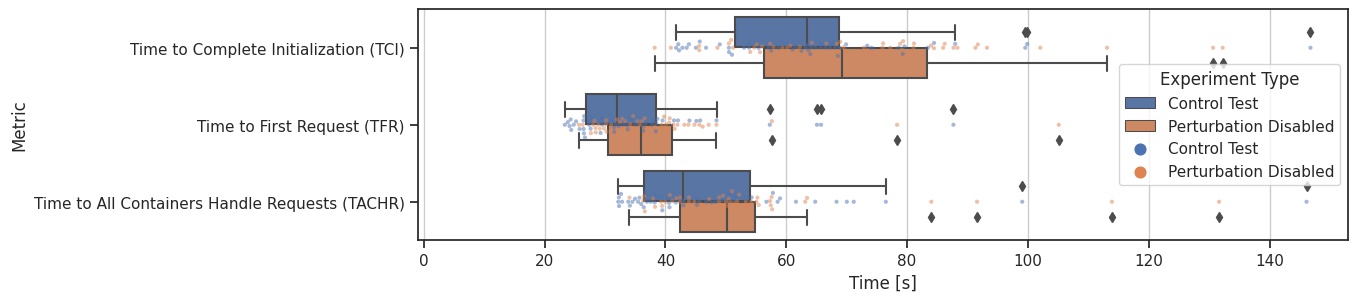 Metric
Time to Complete Initialization (TCI)
Time to First Request (TFR)
Time to All Containers Handle Requests (TACHR)
Experiment Type
Control Test
Perturbation Disabled
Control Test
Perturbation Disabled
0 20 40 60 80 100 120 140
Time [s]